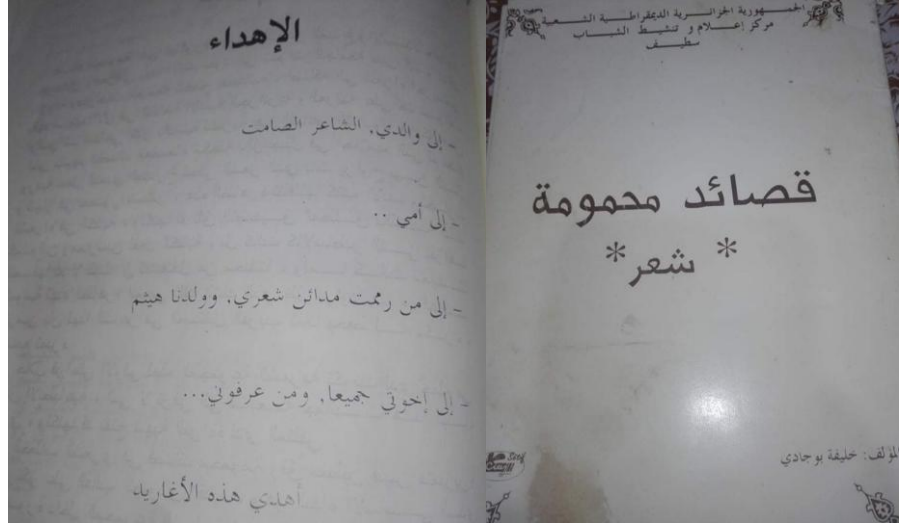 الإهداء
- إلى والدي، الشاعر الصامت
- إلى أمي ..
- إلى من رممت مدائن شعري، وولدنا هيثم
- إلى إخوتي جميعا، ومن عرفوني...
أهدي هذه الأغاريد
الجمهورية الجزائرية الديمقراطية الشعبية
مركز إعلام و تنشيط الشباب
سطيف
قصائد محمومة
* شعر *
المؤلف: خليفة بوجادي